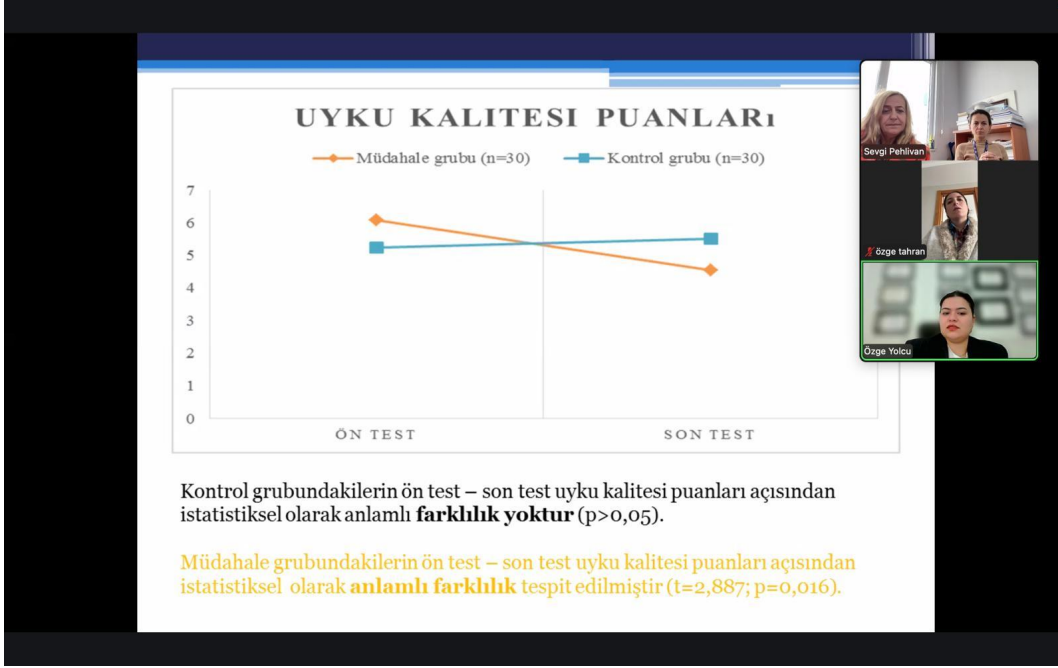 UYKU KALITESI PUANLARı
Müdahale grubu (n=30) Kontrol grubu (n=30)
7
6
5
4
3
2
1
0
ÖN TEST SON TEST
Kontrol grubundakilerin ön test – son test uyku kalitesi puanları açısından
istatistiksel olarak anlamlı farklılık yoktur (p>0,05).
Müdahale grubundakilerin ön test – son test uyku kalitesi puanları açısından
istatistiksel olarak anlamlı farklılık tespit edilmiştir (t=2,887; p=0,016).
Sevgi Pehlivan
özge tahran
Özge Yolcu